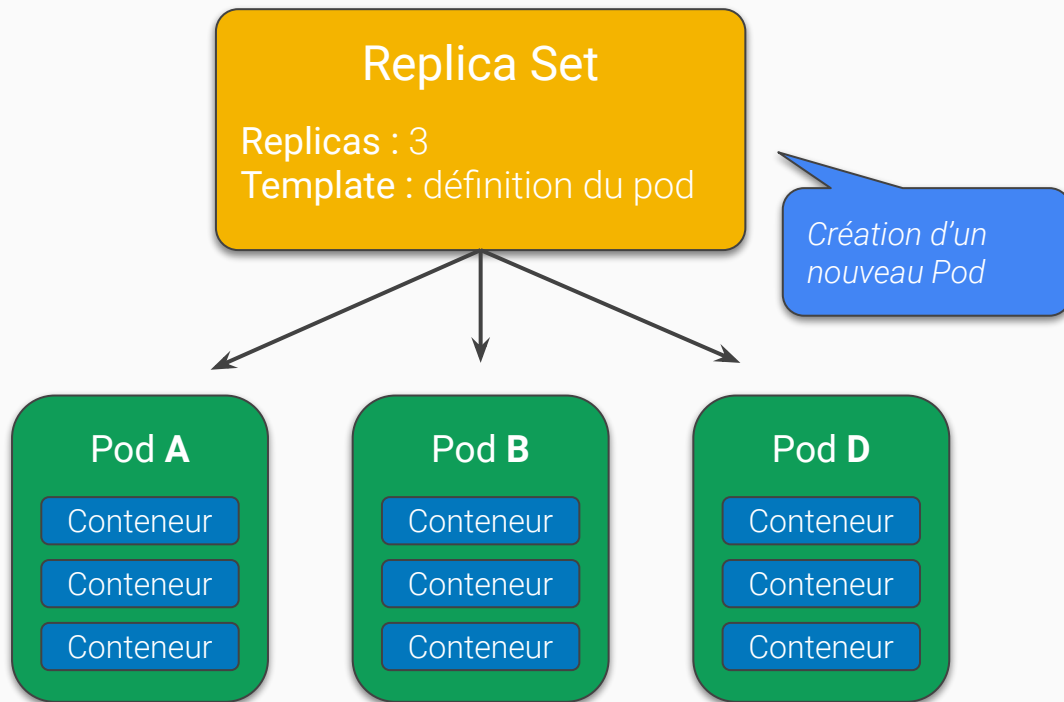 Replica Set
Replicas : 3
Template : définition du pod
Création d’un
nouveau Pod
Pod A
Conteneur
Conteneur
Conteneur
Pod B
Conteneur
Conteneur
Conteneur
Pod D
Conteneur
Conteneur
Conteneur